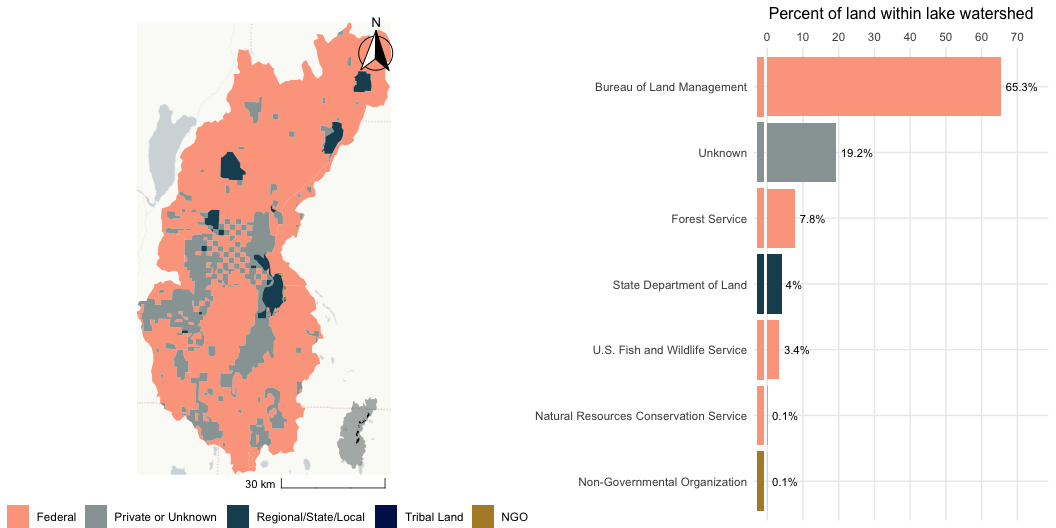 N
30 km
Federal
Private or Unknown
Regional/State/Local
Tribal Land
NGO
Percent of land within lake watershed
0 10 20 30 40 50 60 70
Bureau of Land Management 65.3%
Unknown 19.2%
Forest Service 7.8%
State Department of Land 4%
U.S. Fish and Wildlife Service 3.4%
Natural Resources Conservation Service 0.1%
Non-Governmental Organization 0.1%